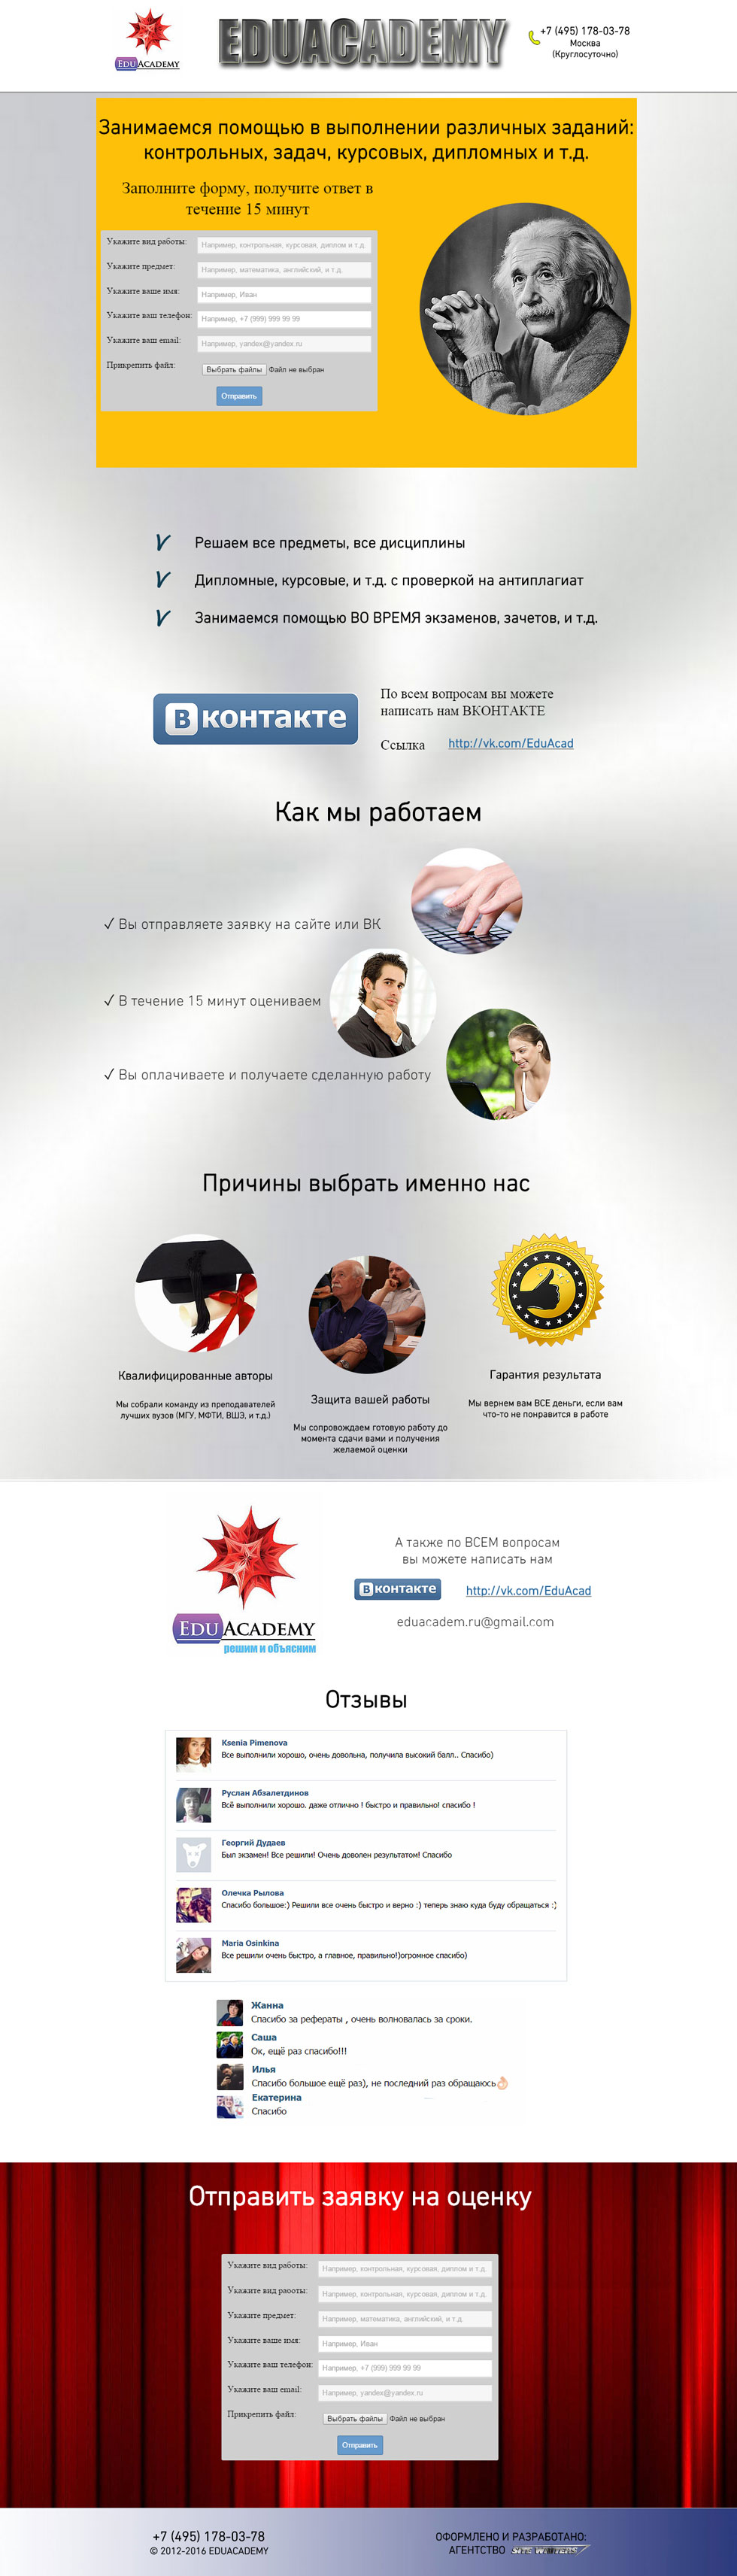 EDUACADEMY
EDUACADEMY
+7 (495) 178-03-78
Москва
(Круглосуточно)
Занимаемся помощью в выполнении различных заданий:
контрольных, задач, курсовых, дипломных и т.д.
Заполните форму, получите ответ в
течение 15 минут
Укажите вид работы: Например, контрольная, курсовая, диплом и т.д.
Укажите предмет: Например, математика, английский, и т.д.
Укажите ваше имя: Например, Иван
Укажите ваш телефон: Например, +7 (999) 999 99 99
Укажите ваш email: Например, yandex@yandex.ru
Прикрепить файл: Выбрать файлы Файл не выбран
Отправить
Решаем все предметы, все дисциплины
Дипломные, курсовые, и т.д. с проверкой на антиплагиат
Занимаемся помощью ВО ВРЕМЯ экзаменов, зачетов, и т.д.
В контакте
По всем вопросам вы можете
написать нам ВКОНТАКТЕ
Ссылка http://vk.com/EduAcad
Как мы работаем
✓ Вы отправляете заявку на сайте или ВК
✓ В течение 15 минут оцениваем
✓ Вы оплачиваете и получаете сделанную работу
Причины выбрать именно нас
Квалифицированные авторы
Мы собрали команду из преподавателей
лучших вузов (МГУ, МФТИ, ВШЭ, и т.д.)
Защита вашей работы
Мы сопровождаем готовую работу до
момента сдачи вами и получения
желаемой оценки
Гарантия результата
Мы вернем вам ВСЕ деньги, если вам
что-то не понравится в работе
EDUACADEMY
решим и объясним
А также по ВСЕМ вопросам
вы можете написать нам
В контакте http://vk.com/EduAcad
eduacadem.ru@gmail.com
Отзывы
Ksenia Pimenova
Все выполнили хорошо, очень довольна, получила высокий балл.. Спасибо)
Руслан Абзалетдинов
Всё выполнили хорошо. даже отлично ! быстро и правильно! спасибо !
Георгий Дудаев
Был экзамен! Все решили! Очень доволен результатом! Спасибо
Олечка Рылова
Спасибо большое:) Решили все очень быстро и верно :) теперь знаю куда буду обращаться :)
Maria Osinkina
Все решили очень быстро, а главное, правильно!)огромное спасибо)
Жанна
Спасибо за рефераты , очень волновалась за сроки.
Саша
Ок, ещё раз спасибо!!!
Илья
Спасибо большое ещё раз), не последний раз обращаюсь👌
Екатерина
Спасибо
Отправить заявку на оценку
Укажите вид работы: Например, контрольная, курсовая, диплом и т.д.
Укажите вид работы: Например, контрольная, курсовая, диплом и т.д.
Укажите предмет: Например, математика, английский, и т.д.
Укажите ваше имя: Например, Иван
Укажите ваш телефон: Например, +7 (999) 999 99 99
Укажите ваш email: Например, yandex@yandex.ru
Прикрепить файл: Выбрать файлы Файл не выбран
Отправить
+7 (495) 178-03-78
© 2012-2016 EDUACADEMY
ОФОРМЛЕНО И РАЗРАБОТАНО:
АГЕНТСТВО SITE